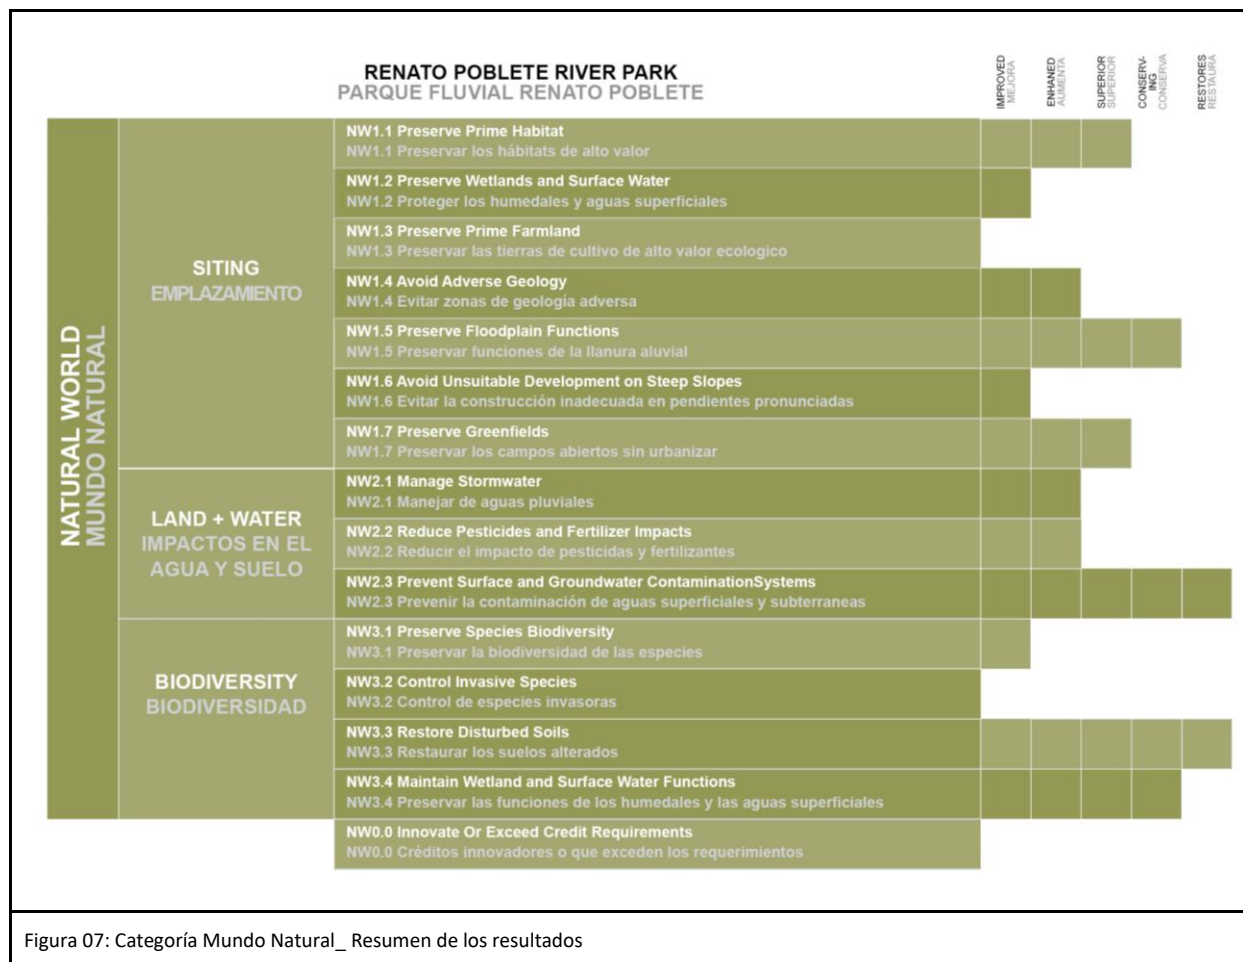 RENATO POBLETE RIVER PARK
PARQUE FLUVIAL RENATO POBLETE
IMPROVED
MEJORA
ENHANED
AUMENTA
SUPERIOR
SUPERIOR
CONSERV-
ING
CONSERVA
RESTORES
RESTAURA
NATURAL WORLD
MUNDO NATURAL
SITING
EMPLAZAMIENTO
NW1.1 Preserve Prime Habitat
NW1.1 Preservar los hábitats de alto valor
NW1.2 Preserve Wetlands and Surface Water
NW1.2 Proteger los humedales y aguas superficiales
NW1.3 Preserve Prime Farmland
NW1.3 Preservar las tierras de cultivo de alto valor ecologico
NW1.4 Avoid Adverse Geology
NW1.4 Evitar zonas de geología adversa
NW1.5 Preserve Floodplain Functions
NW1.5 Preservar funciones de la llanura aluvial
NW1.6 Avoid Unsuitable Development on Steep Slopes
NW1.6 Evitar la construcción inadecuada en pendientes pronunciadas
NW1.7 Preserve Greenfields
NW1.7 Preservar los campos abiertos sin urbanizar
LAND + WATER
IMPACTOS EN EL
AGUA Y SUELO
NW2.1 Manage Stormwater
NW2.1 Manejar de aguas pluviales
NW2.2 Reduce Pesticides and Fertilizer Impacts
NW2.2 Reducir el impacto de pesticidas y fertilizantes
NW2.3 Prevent Surface and Groundwater ContaminationSystems
NW2.3 Prevenir la contaminación de aguas superficiales y subterraneas
BIODIVERSITY
BIODIVERSIDAD
NW3.1 Preserve Species Biodiversity
NW3.1 Preservar la biodiversidad de las especies
NW3.2 Control Invasive Species
NW3.2 Control de especies invasoras
NW3.3 Restore Disturbed Soils
NW3.3 Restaurar los suelos alterados
NW3.4 Maintain Wetland and Surface Water Functions
NW3.4 Preservar las funciones de los humedales y las aguas superficiales
NW0.0 Innovate Or Exceed Credit Requirements
NW0.0 Créditos innovadores o que exceden los requerimientos
Figura 07: Categoría Mundo Natural_ Resumen de los resultados